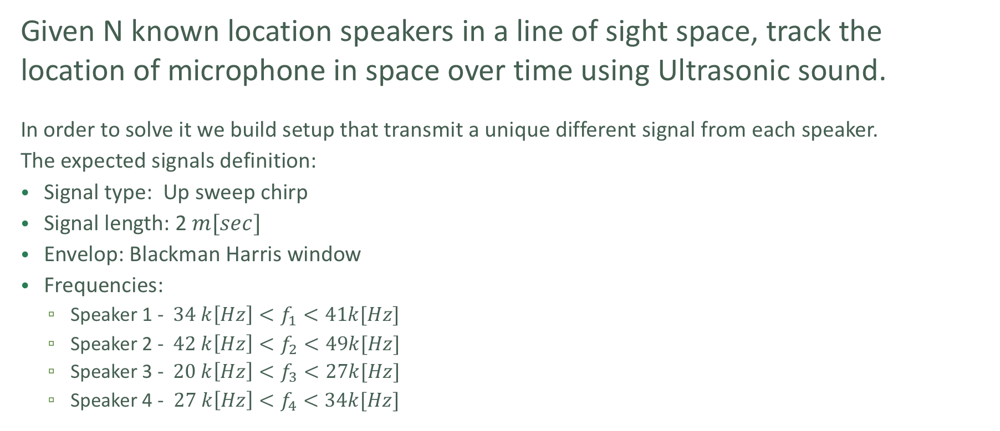 Given N known location speakers in a line of sight space, track the
location of microphone in space over time using Ultrasonic sound.
In order to solve it we build setup that transmit a unique different signal from each speaker.
The expected signals definition:
• Signal type:  Up sweep chirp
• Signal length: 2 m[sec]
• Envelop: Blackman Harris window
• Frequencies:
▫ Speaker 1 -  34 k[Hz] < f₁ < 41k[Hz]
▫ Speaker 2 -  42 k[Hz] < f₂ < 49k[Hz]
▫ Speaker 3 -  20 k[Hz] < f₃ < 27k[Hz]
▫ Speaker 4 -  27 k[Hz] < f₄ < 34k[Hz]